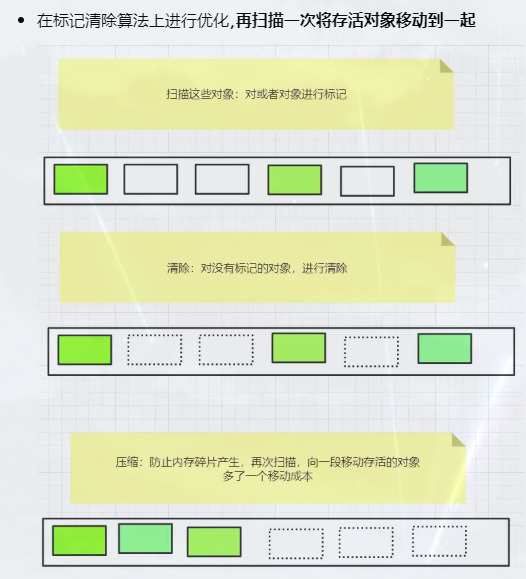 在标记清除算法上进行优化,再扫描一次将存活对象移动到一起
扫描这些对象：对或者对象进行标记
清除：对没有标记的对象，进行清除
压缩：防止内存碎片产生，再次扫描，向一段移动存活的对象
多了一个移动成本